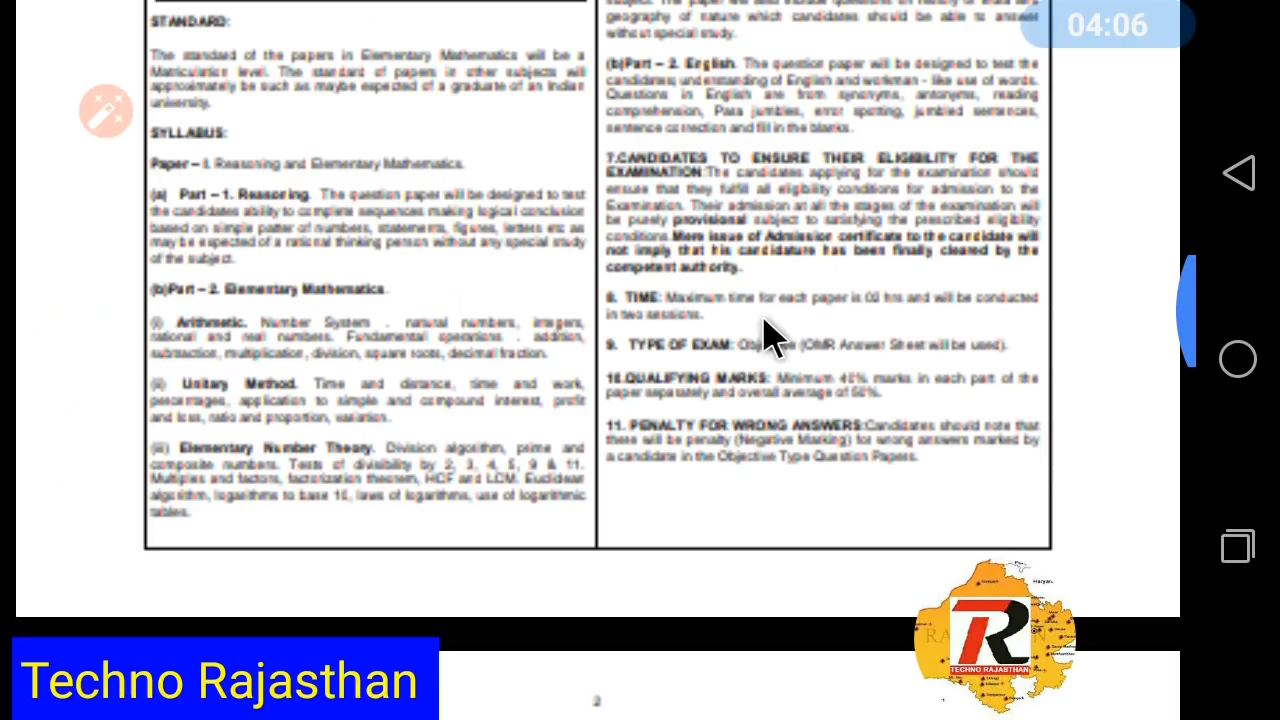 04:06
STANDARD:
The standard of the papers in Elementary Mathematics will be a
Matriculation level. The standard of papers in other subjects will
approximately be such as maybe expected of a graduate of an Indian
university.
SYLLABUS:
Paper – I. Reasoning and Elementary Mathematics.
(a) Part – 1. Reasoning. The question paper will be designed to test
the candidates ability to complete sequences making logical conclusion
based on simple patter of numbers, statements, figures, letters etc as
may be expected of a rational thinking person without any special study
of the subject.
(b)Part – 2. Elementary Mathematics.
(i) Arithmetic. Number System . natural numbers, integers,
rational and real numbers. Fundamental operations . addition,
subtraction, multiplication, division, square roots, decimal fraction.
(ii) Unitary Method. Time and distance, time and work,
percentages, application to simple and compound interest, profit
and loss, ratio and proportion, variation.
(iii) Elementary Number Theory. Division algorithm, prime and
composite numbers. Tests of divisibility by 2, 3, 4, 5, 9 & 11.
Multiples and factors, factorization theorem, HCF and LCM. Euclidean
algorithm, logarithms to base 10, laws of logarithms, use of logarithmic
tables.
geography of nature which candidates should be able to answer
without special study.
(b)Part – 2. English. The question paper will be designed to test the
candidates understanding of English and workman - like use of words.
Questions in English are from synonyms, antonyms, reading
comprehension, Para jumbles, error spotting, jumbled sentences,
sentence correction and fill in the blanks.
7.CANDIDATES TO ENSURE THEIR ELIGIBILITY FOR THE
EXAMINATION:The candidates applying for the examination should
ensure that they fulfill all eligibility conditions for admission to the
Examination. Their admission at all the stages of the examination will
be purely provisional subject to satisfying the prescribed eligibility
conditions.Mere issue of Admission certificate to the candidate will
not imply that his candidature has been finally cleared by the
competent authority.
8. TIME: Maximum time for each paper is 02 hrs and will be conducted
in two sessions.
9. TYPE OF EXAM: (OMR Answer Sheet will be used).
10.QUALIFYING MARKS: Minimum 40% marks in each part of the
paper separately and overall average of 50%.
11. PENALTY FOR WRONG ANSWERS:Candidates should note that
there will be penalty (Negative Marking) for wrong answers marked by
a candidate in the Objective Type Question Papers.
Haryan.
TR
TECHNO RAJASTHAN
Techno Rajasthan
2